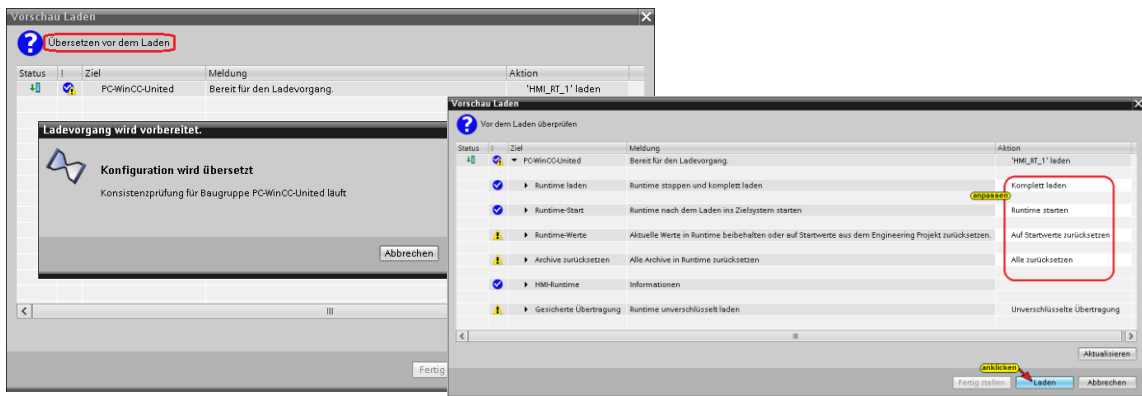 Vorschau Laden
Übersetzen vor dem Laden
Status ! Ziel Meldung Aktion
PC-WinCC-United Bereit für den Ladevorgang. 'HMI_RT_1' laden
Ladevorgang wird vorbereitet.
Konfiguration wird übersetzt
Konsistenzprüfung für Baugruppe PC-WinCC-United läuft
Abbrechen
Fertig
Vorschau Laden
Vor dem Laden überprüfen
Status ! Ziel Meldung Aktion
PC-WinCC-United Bereit für den Ladevorgang. 'HMI_RT_1' laden
Runtime laden Runtime stoppen und komplett laden Komplett laden
anpassen
Runtime-Start Runtime nach dem Laden ins Zielsystem starten Runtime starten
Runtime-Werte Aktuelle Werte in Runtime beibehalten oder auf Startwerte aus dem Engineering Projekt zurücksetzen. Auf Startwerte zurücksetzen
Archive zurücksetzen Alle Archive in Runtime zurücksetzen Alle zurücksetzen
HMI-Runtime Informationen
Gesicherte Übertragung Runtime unverschlüsselt laden Unverschlüsselte Übertragung
Aktualisieren
anklicken
Fertig stellen Laden Abbrechen